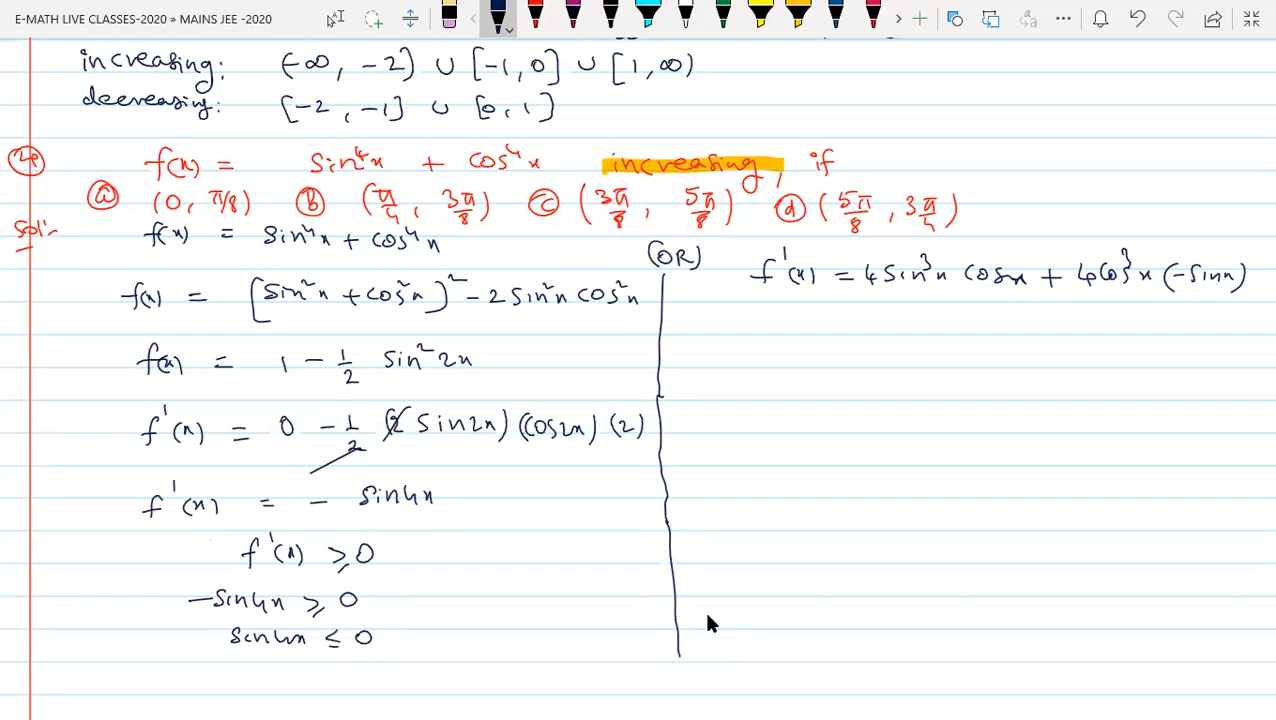 E-MATH LIVE CLASSES-2020 » MAINS JEE -2020
increasing: (-∞, -2) ∪ [-1, 0] ∪ [1, ∞)
decreasing: [-2, -1] ∪ [0, 1]
f(x) = sin⁴x + cos⁴x increasing, if
(a) (0, π/8) (b) (π/4, 3π/8) (c) (3π/8, 5π/8) (d) (5π/8, 3π/4)
Sol:- f(x) = sin⁴x + cos⁴x
(OR)
f(x) = [sin²x + cos²x]² - 2 sin²x cos²x
f(x) = 1 - 1/2 sin²2x
f'(x) = 0 - 1/2 (2 sin2x) (cos2x) (2)
f'(x) = - sin4x
f'(x) ≥ 0
-sin4x ≥ 0
sin4x ≤ 0
f'(x) = 4 sin³x cosx + 4cos³x (-sinx)